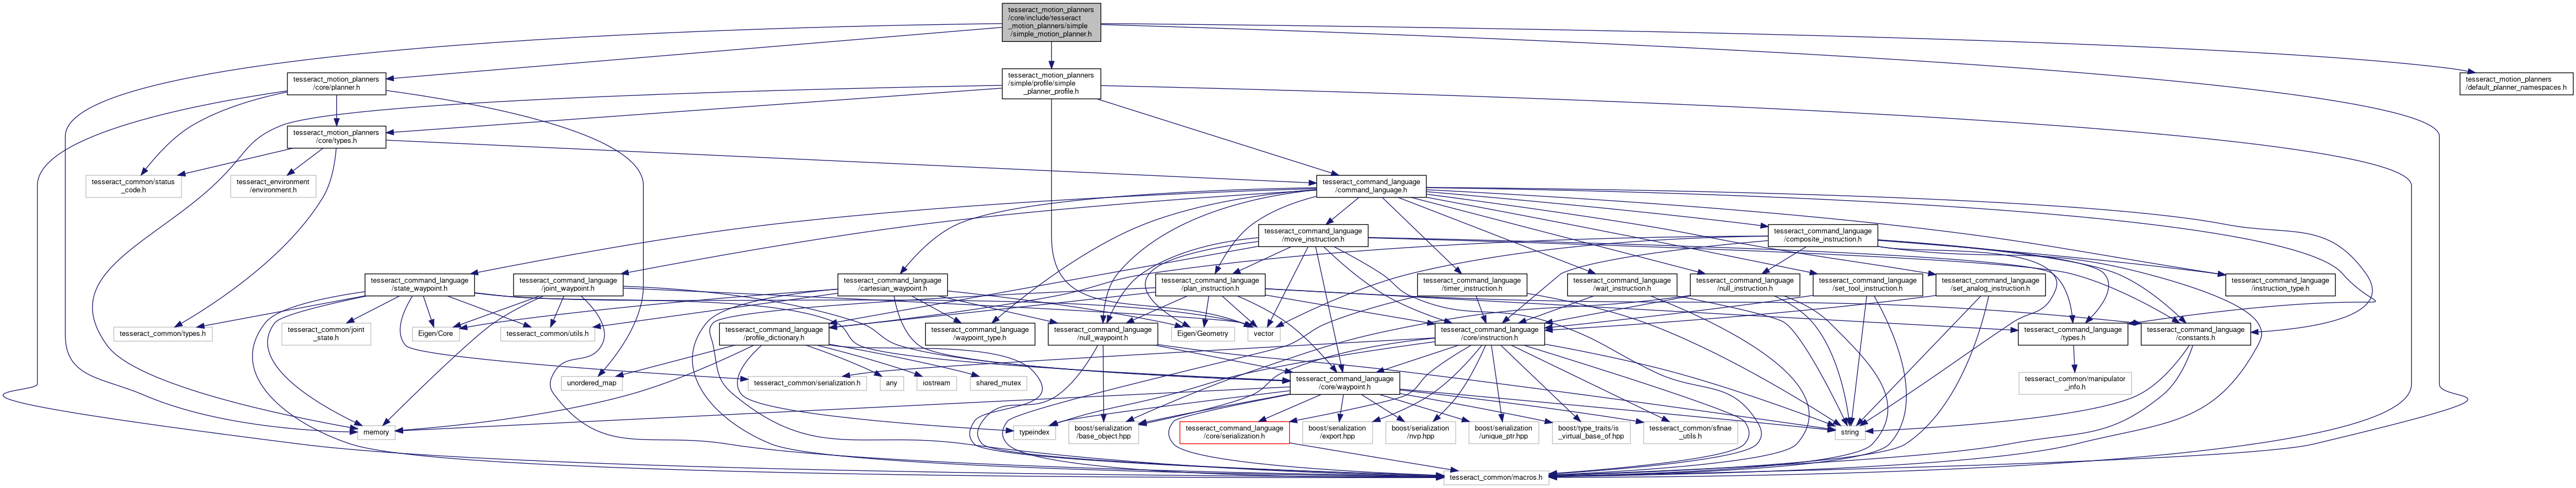 tesseract_motion_planners
/core/include/tesseract
_motion_planners/simple
/simple_motion_planner.h
tesseract_motion_planners
/core/planner.h
tesseract_motion_planners
/simple/profile/simple
_planner_profile.h
tesseract_motion_planners
/default_planner_namespaces.h
tesseract_motion_planners
/core/types.h
tesseract_common/status
_code.h
tesseract_environment
/environment.h
tesseract_command_language
/command_language.h
tesseract_command_language
/move_instruction.h
tesseract_command_language
/composite_instruction.h
tesseract_command_language
/state_waypoint.h
tesseract_command_language
/joint_waypoint.h
tesseract_command_language
/cartesian_waypoint.h
tesseract_command_language
/plan_instruction.h
tesseract_command_language
/timer_instruction.h
tesseract_command_language
/wait_instruction.h
tesseract_command_language
/null_instruction.h
tesseract_command_language
/set_tool_instruction.h
tesseract_command_language
/set_analog_instruction.h
tesseract_command_language
/instruction_type.h
tesseract_common/types.h
tesseract_common/joint
_state.h
Eigen/Core
tesseract_common/utils.h
tesseract_command_language
/profile_dictionary.h
tesseract_command_language
/waypoint_type.h
tesseract_command_language
/null_waypoint.h
Eigen/Geometry
vector
tesseract_command_language
/core/instruction.h
tesseract_command_language
/types.h
tesseract_command_language
/constants.h
unordered_map
tesseract_common/serialization.h
any
iostream
shared_mutex
tesseract_command_language
/core/waypoint.h
tesseract_common/manipulator
_info.h
memory
typeindex
boost/serialization
/base_object.hpp
tesseract_command_language
/core/serialization.h
boost/serialization
/export.hpp
boost/serialization
/nvp.hpp
boost/serialization
/unique_ptr.hpp
boost/type_traits/is
_virtual_base_of.hpp
tesseract_common/sfinae
_utils.h
string
tesseract_common/macros.h